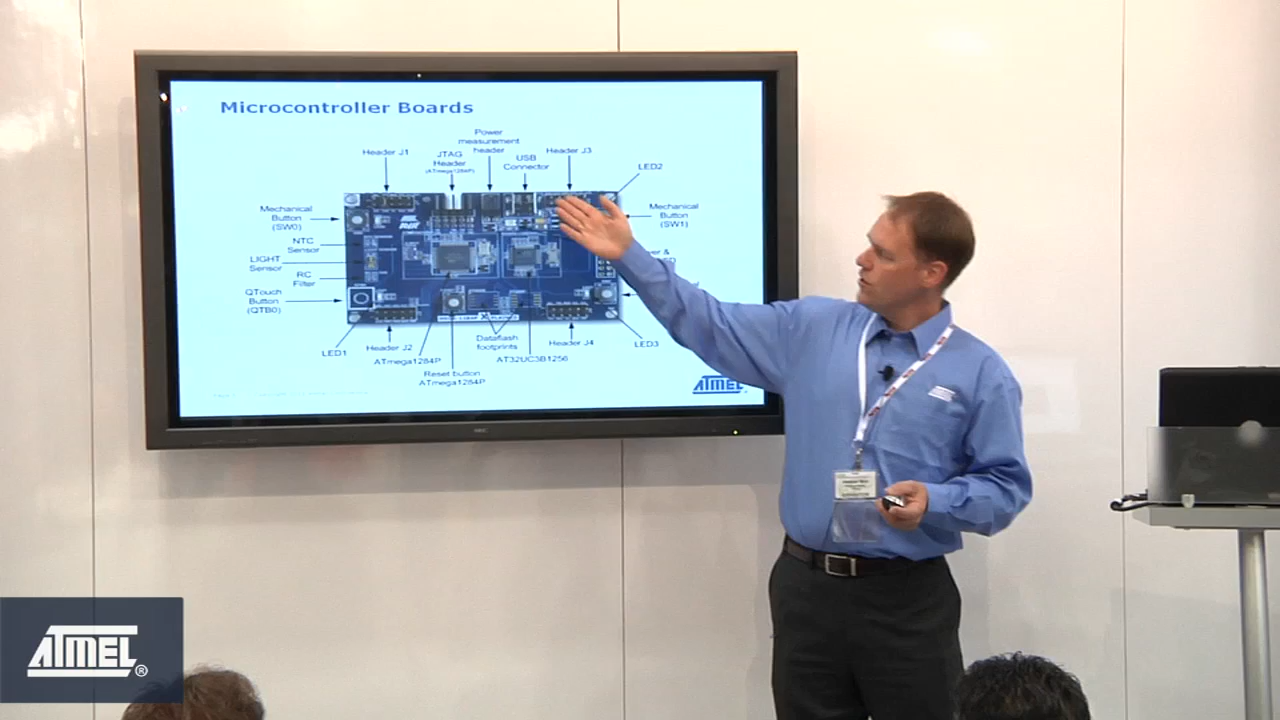 Microcontroller Boards
Power
measurement
header
Header J1
JTAG
Header
(ATmega1284P)
USB
Connector
Header J3
LED2
Mechanical
Button
(SW0)
Mechanical
Button
(SW1)
NTC
Sensor
LIGHT
Sensor
RC
Filter
QTouch
Button
(QTB0)
LED1
Header J2
ATmega1284P
Reset button
ATmega1284P
Dataflash
footprints
AT32UC3B1256
Header J4
LED3
ATMEL
ATMEL
ATMEL